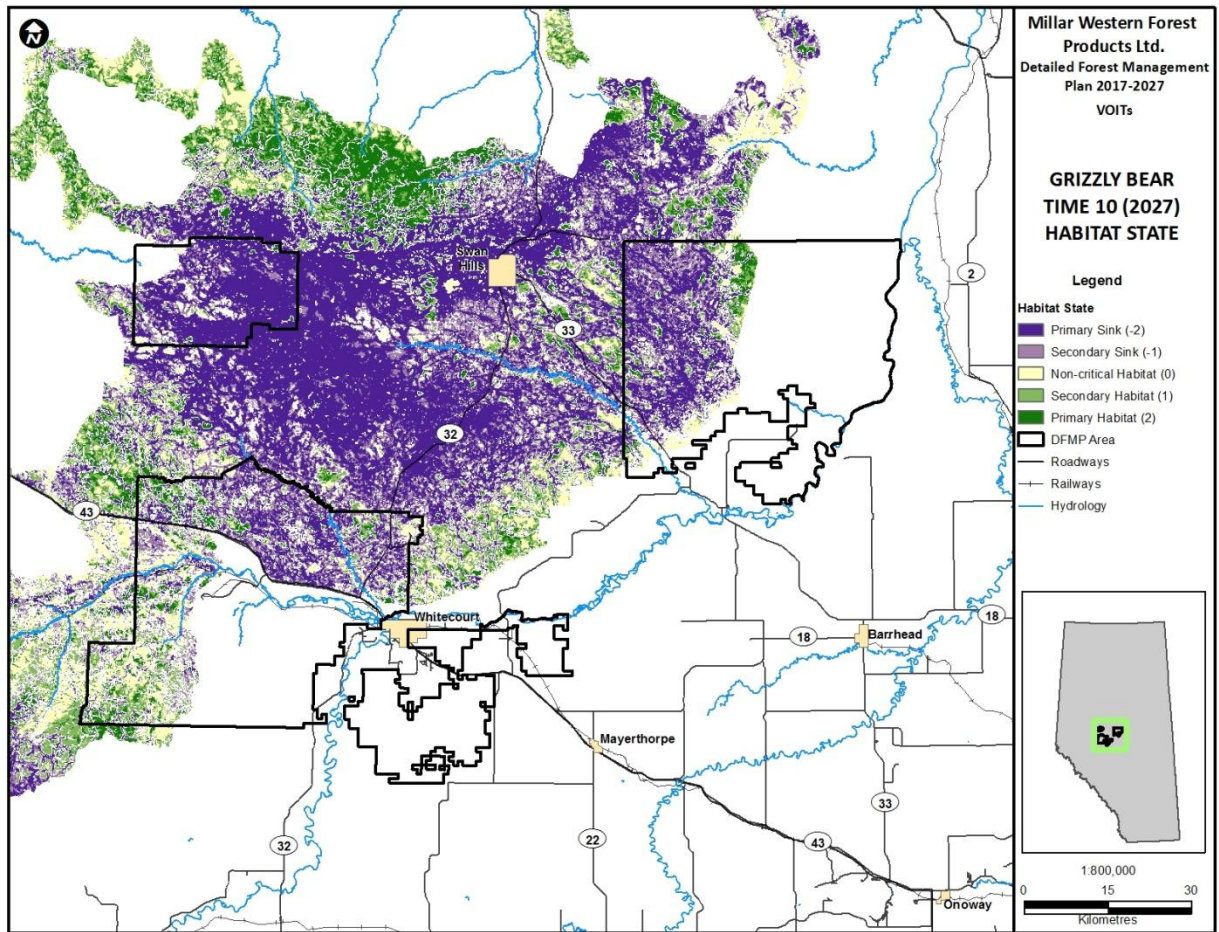 N
Swan
Hills
33
32
43
2
Whitecourt
18
18
Barrhead
Mayerthorpe
32
22
33
43
Onoway
Millar Western Forest
Products Ltd.
Detailed Forest Management
Plan 2017-2027
VOITs
GRIZZLY BEAR
TIME 10 (2027)
HABITAT STATE
Legend
Habitat State
Primary Sink (-2)
Secondary Sink (-1)
Non-critical Habitat (0)
Secondary Habitat (1)
Primary Habitat (2)
DFMP Area
Roadways
Railways
Hydrology
1:800,000
0 15 30
Kilometres